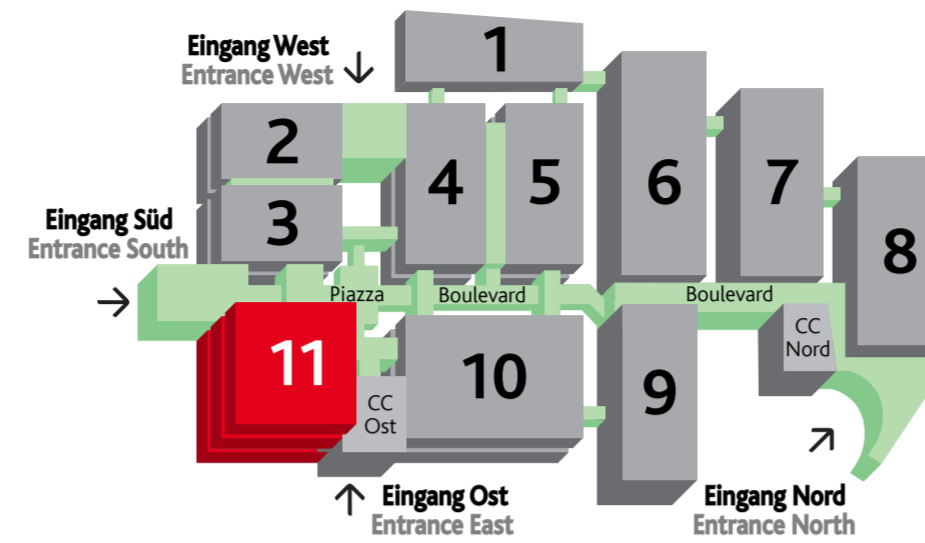 1
Eingang West
Entrance West
2
4
5
6
7
3
8
Eingang Süd
Entrance South
Piazza
Boulevard
Boulevard
CC
Nord
11
10
9
CC
Ost
Eingang Ost
Entrance East
Eingang Nord
Entrance North